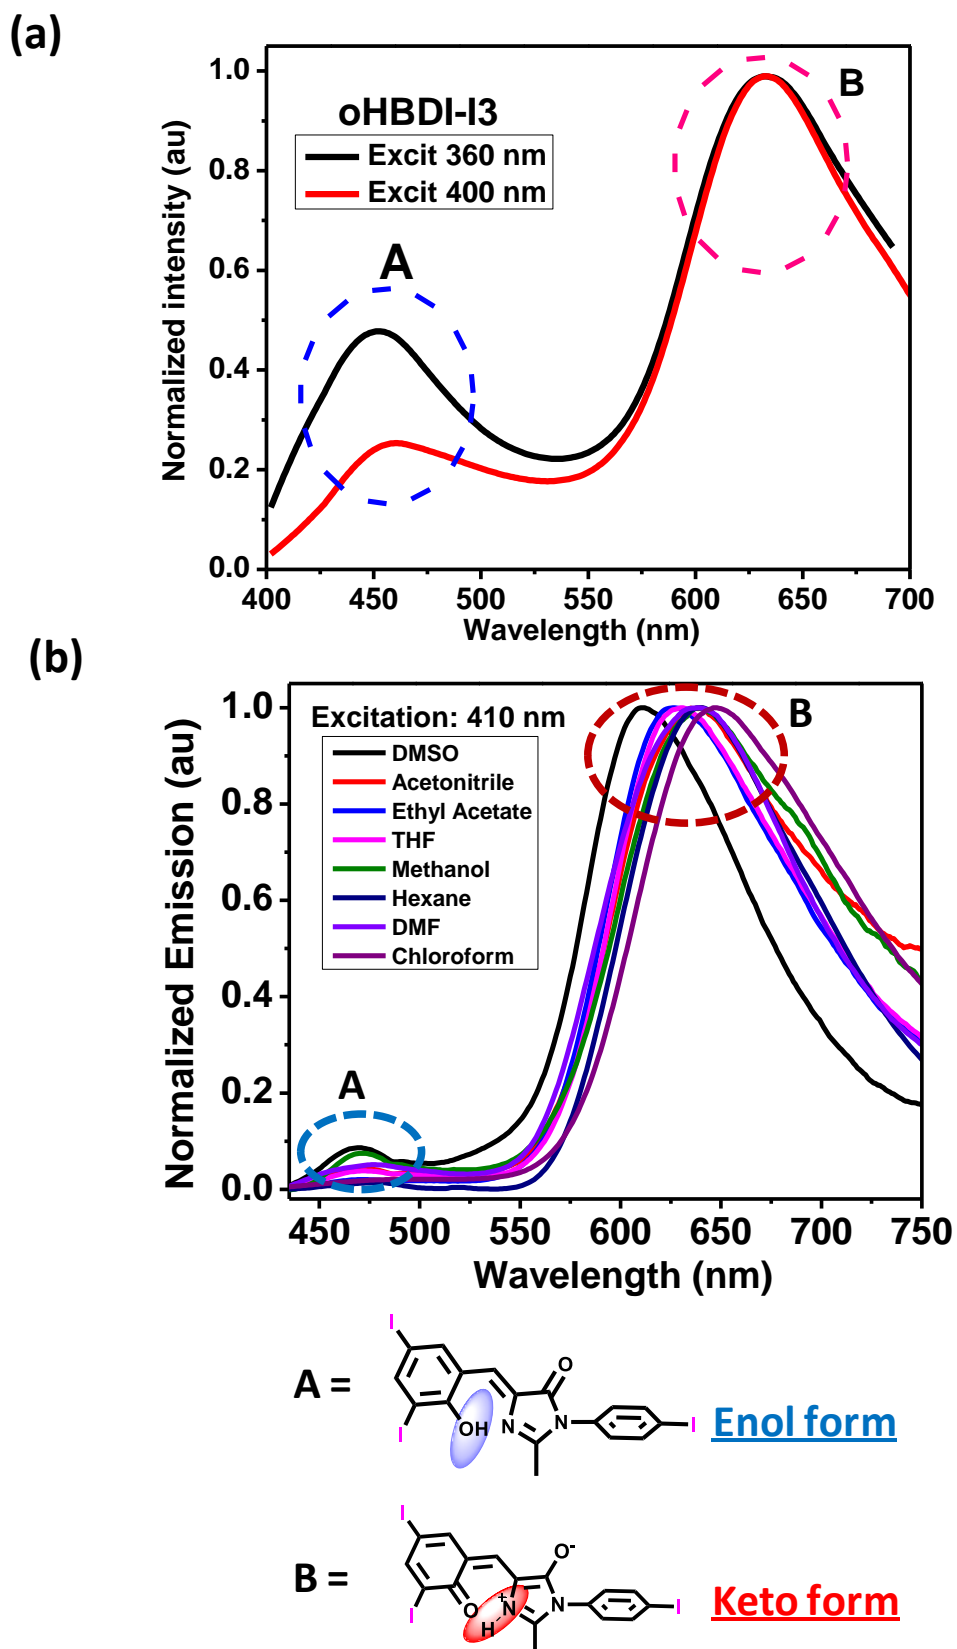 (a)
oHBDI-I3
Excit 360 nm
Excit 400 nm
A
B
Normalized intensity (au)
1.0
0.8
0.6
0.4
0.2
0.0
400 450 500 550 600 650 700
Wavelength (nm)
(b)
Excitation: 410 nm
DMSO
Acetonitrile
Ethyl Acetate
THF
Methanol
Hexane
DMF
Chloroform
A
B
Normalized Emission (au)
1.0
0.8
0.6
0.4
0.2
0.0
450 500 550 600 650 700 750
Wavelength (nm)
A =
I
I
OH
O
N
N
I
Enol form
B =
I
I
O
H
N
+
O-
N
I
Keto form